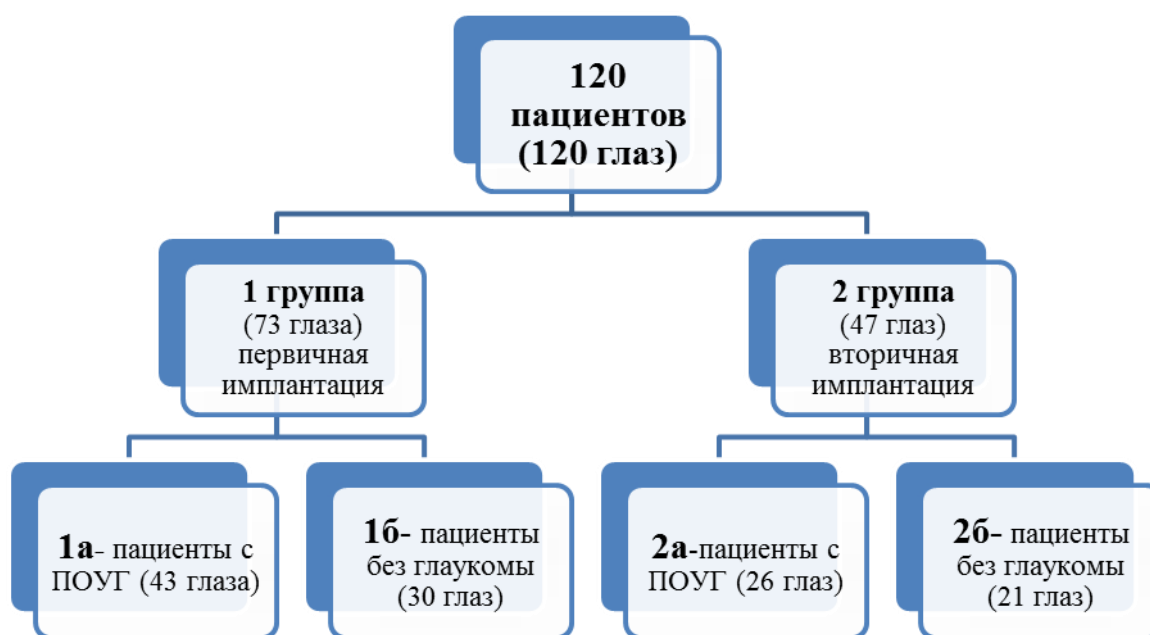 120
пациентов
(120 глаз)
1 группа
(73 глаза)
первичная
имплантация
2 группа
(47 глаз)
вторичная
имплантация
1а- пациенты с
ПОУГ (43 глаза)
1б- пациенты
без глаукомы
(30 глаз)
2а-пациенты с
ПОУГ (26 глаз)
2б- пациенты
без глаукомы
(21 глаз)